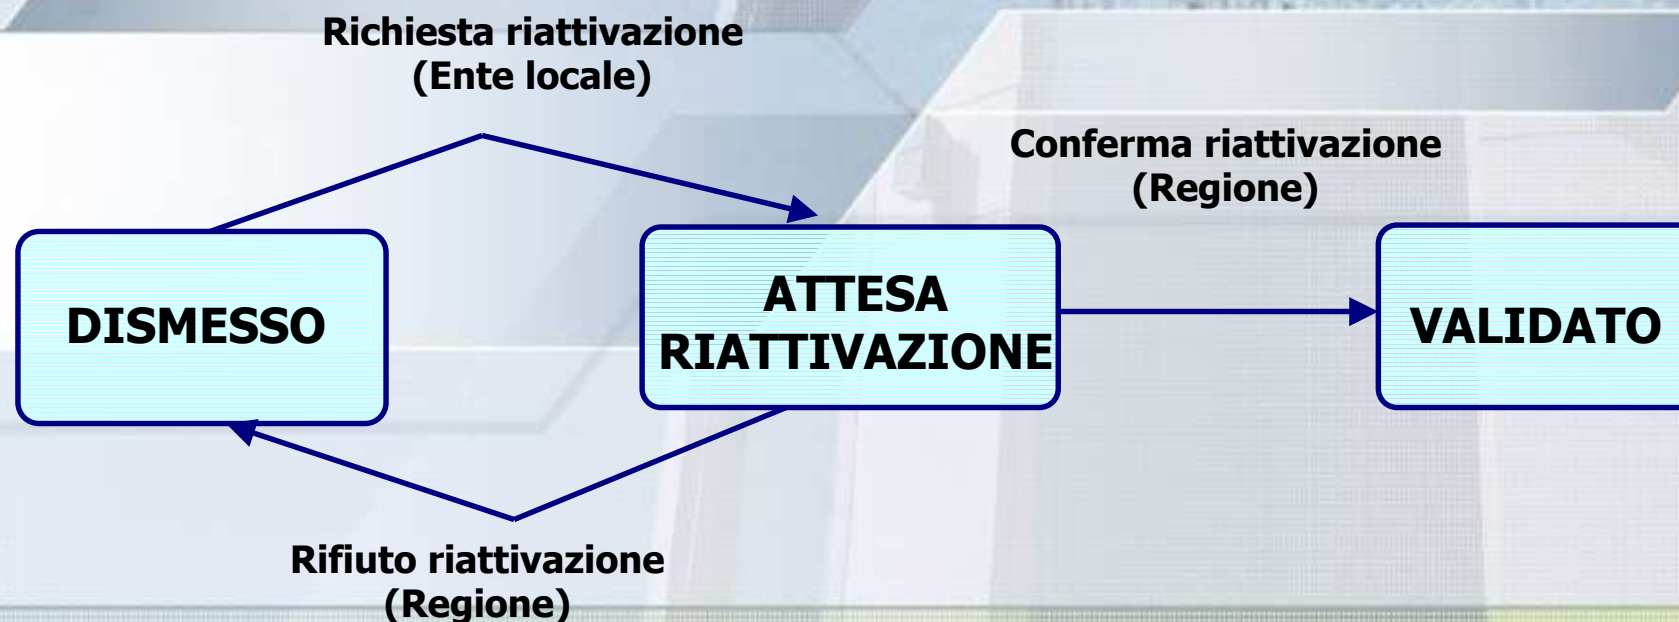 Richiesta riattivazione
(Ente locale)
Conferma riattivazione
(Regione)
DISMESSO
ATTESA
RIATTIVAZIONE
VALIDATO
Rifiuto riattivazione
(Regione)